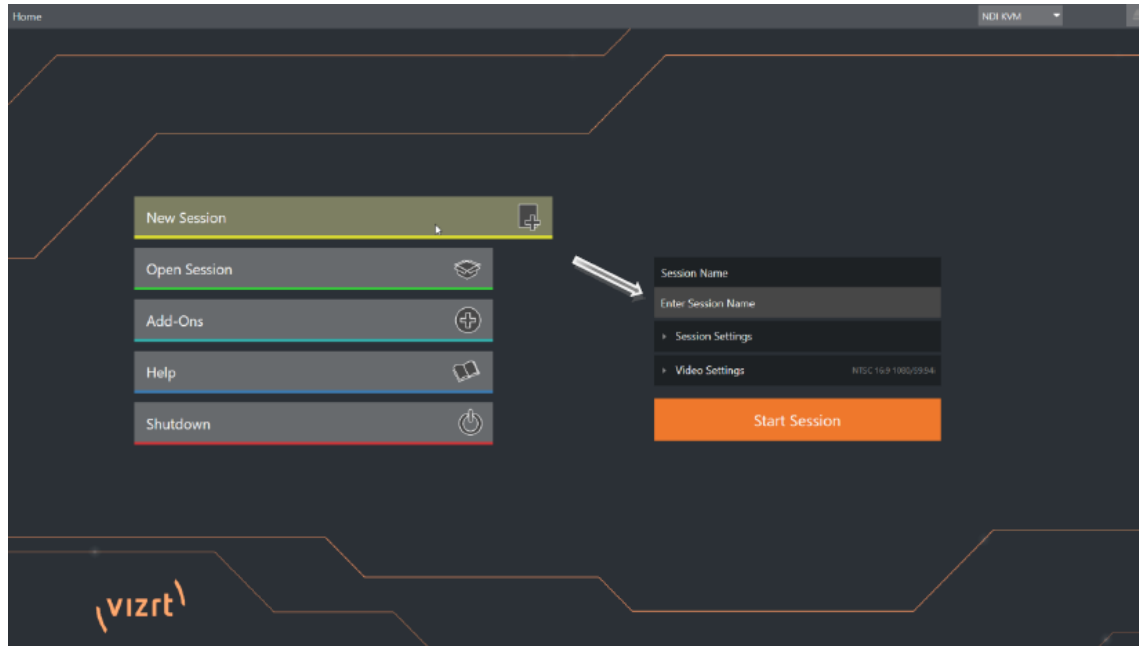 Home
NDI KVM
New Session
Open Session
Add-Ons
Help
Shutdown
Session Name
Enter Session Name
Session Settings
Video Settings
NTSC 16:9 1080/59.94i
Start Session
vizrt